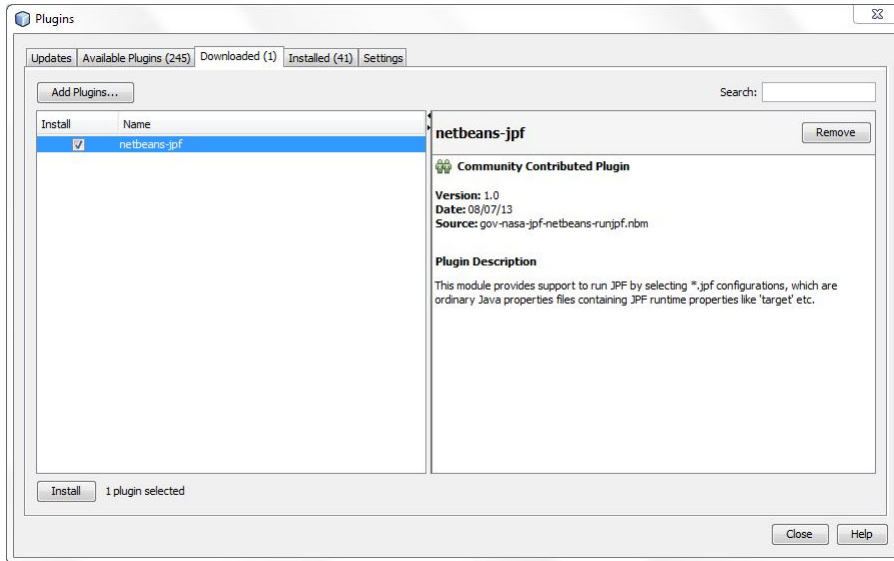 Plugins
Updates Available Plugins (245) Downloaded (1) Installed (41) Settings
Add Plugins... Search:
Install Name
netbeans-jpf
netbeans-jpf Remove
Community Contributed Plugin
Version: 1.0
Date: 08/07/13
Source: gov-nasa-jpf-netbeans-runjpf.nbm
Plugin Description
This module provides support to run JPF by selecting *.jpf configurations, which are
ordinary Java properties files containing JPF runtime properties like 'target' etc.
Install 1 plugin selected
Close Help